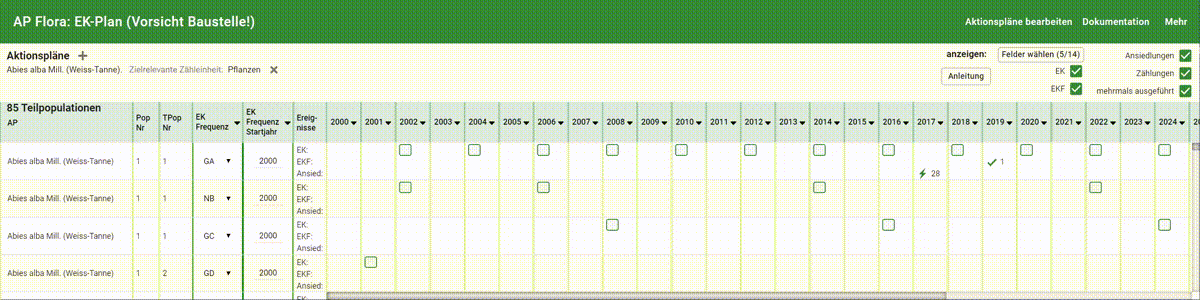 AP Flora: EK-Plan (Vorsicht Baustelle!) Aktionspläne bearbeiten Dokumentation Mehr
Aktionspläne +
Abies alba Mill. (Weiss-Tanne). Zielrelevante Zähleinheit: Pflanzen
anzeigen: Felder wählen (5/14) Ansiedlungen
Anleitung EK Zählungen
EKF mehrmals ausgeführt
85 Teilpopulationen
AP Pop Nr TPop Nr EK Frequenz EK Frequenz Startjahr Ereig-nisse 2000 2001 2002 2003 2004 2005 2006 2007 2008 2009 2010 2011 2012 2013 2014 2015 2016 2017 2018 2019 2020 2021 2022 2023 2024 20
Abies alba Mill. (Weiss-Tanne) 1 1 GA 2000 EK: EKF: Ansied: 28 1
Abies alba Mill. (Weiss-Tanne) 1 1 NB 2000 EK: EKF: Ansied:
Abies alba Mill. (Weiss-Tanne) 1 1 GC 2000 EK: EKF: Ansied:
Abies alba Mill. (Weiss-Tanne) 1 2 GD 2000 EK: EKF: Ansied:
EK: